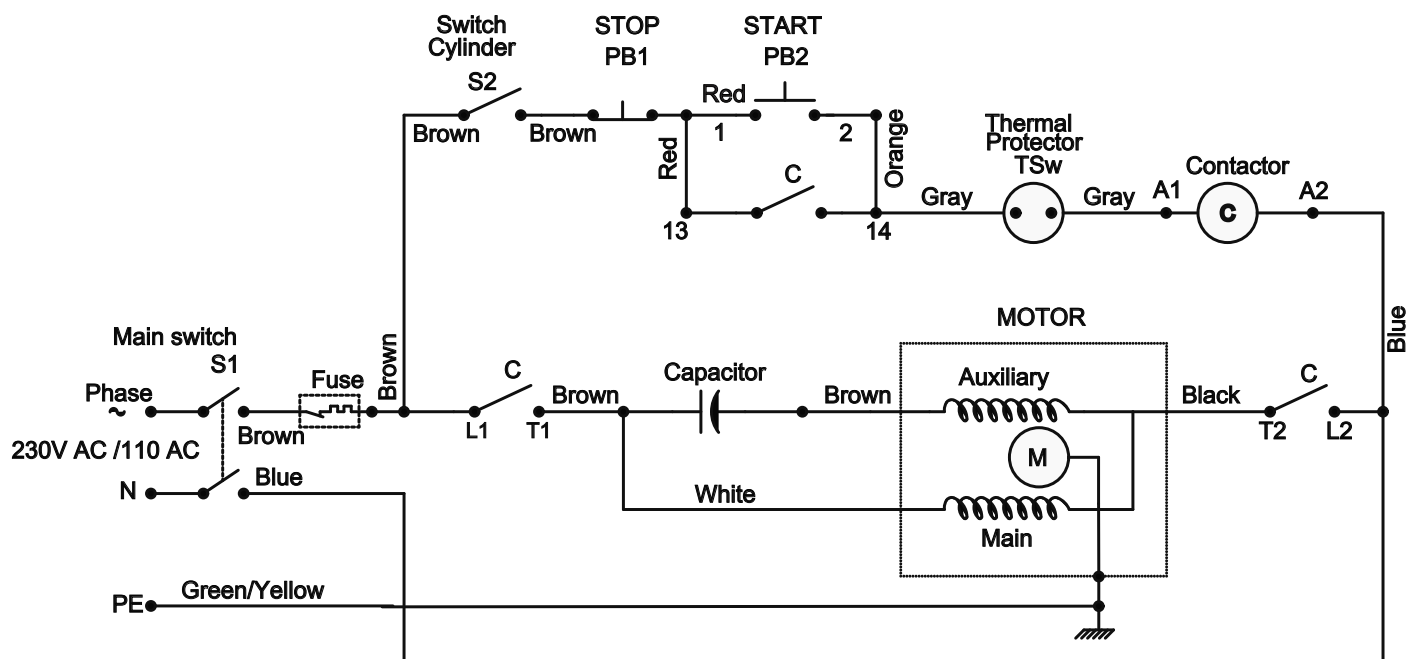 Switch
Cylinder
S2
STOP
PB1
START
PB2
Brown
Brown
Red
1
2
Red
Orange
C
13
14
Gray
Thermal
Protector
TSw
Gray
A1
Contactor
C
A2
Blue
Main switch
S1
Phase
~
Fuse
Brown
Brown
230V AC /110 AC
N
Blue
C
L1
T1
Brown
Capacitor
Brown
White
MOTOR
Auxiliary
M
Main
Black
C
T2
L2
PE
Green/Yellow